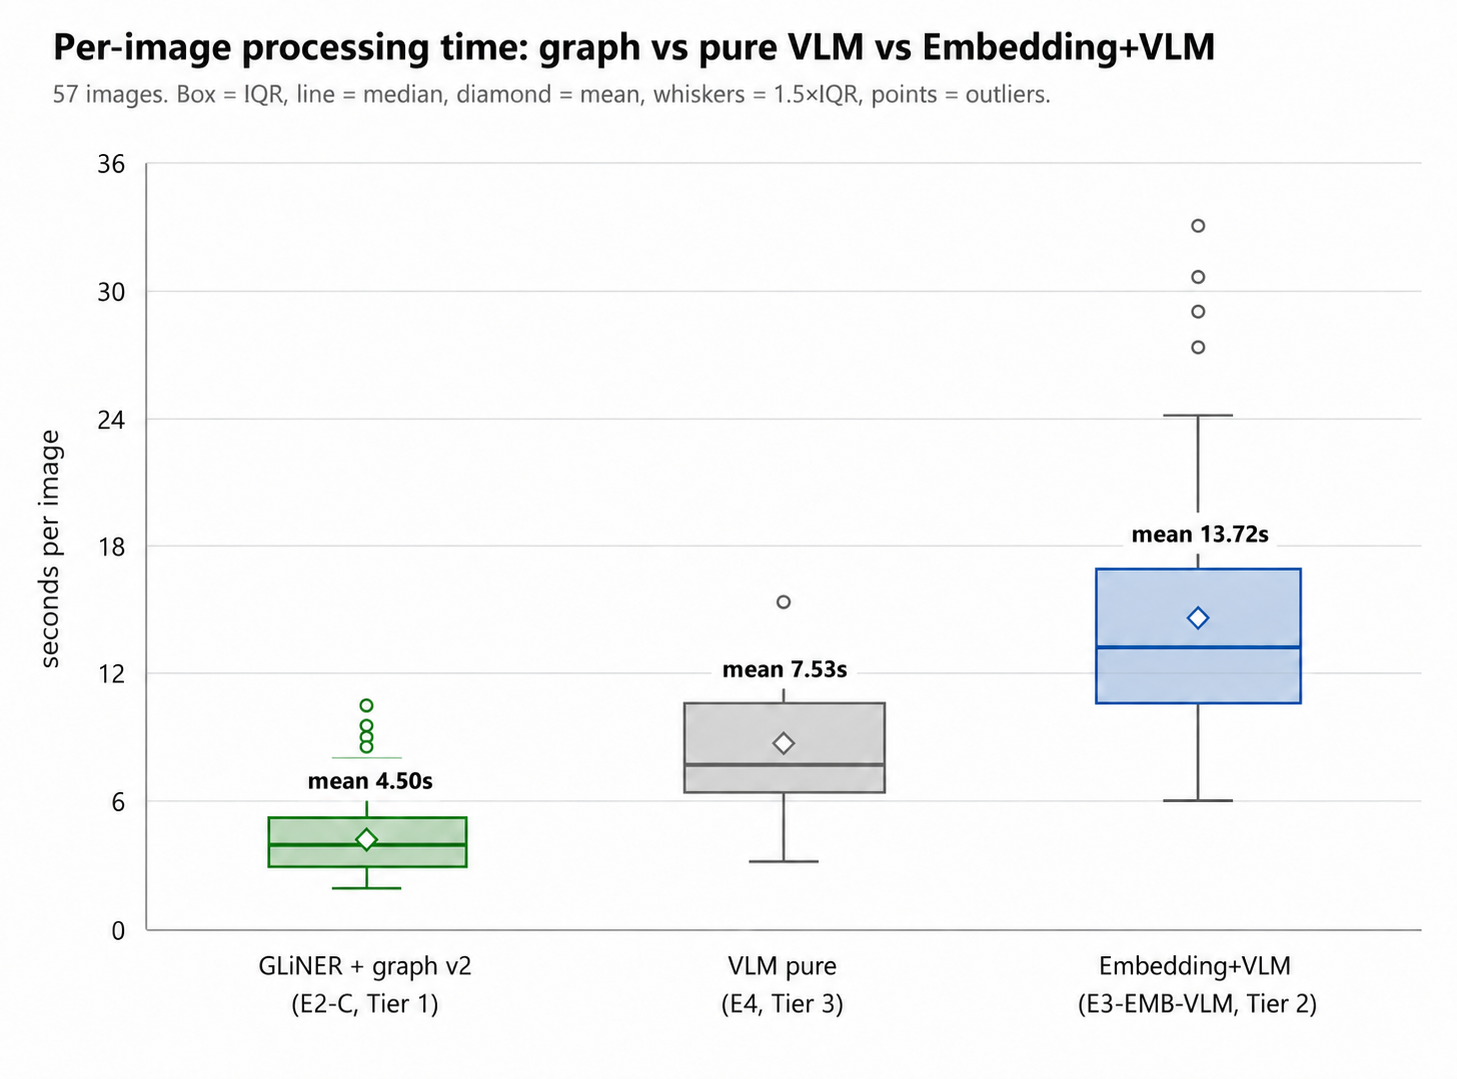 Per-image processing time: graph vs pure VLM vs Embedding+VLM
57 images. Box = IQR, line = median, diamond = mean, whiskers = 1.5×IQR, points = outliers.
seconds per image
36
30
24
18
12
6
0
mean 4.50s
mean 7.53s
mean 13.72s
GLiNER + graph v2
(E2-C, Tier 1)
VLM pure
(E4, Tier 3)
Embedding+VLM
(E3-EMB-VLM, Tier 2)